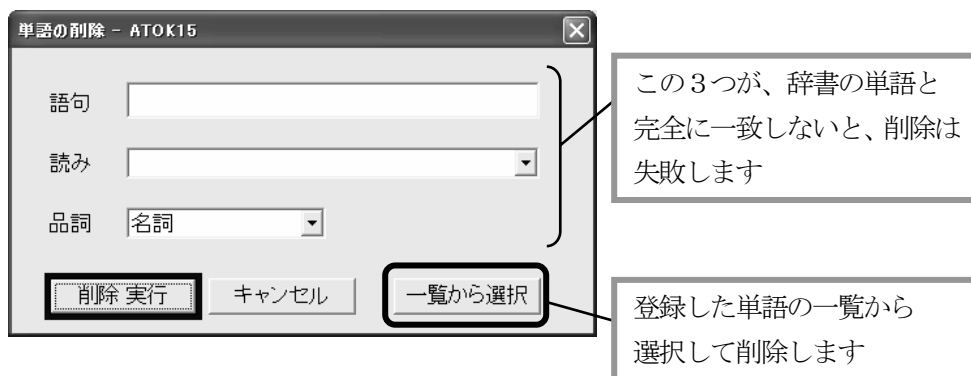 単語の削除 - ATOK15
語句
読み
品詞 名詞
削除 実行 キャンセル 一覧から選択
この３つが、辞書の単語と
完全に一致しないと、削除は
失敗します
登録した単語の一覧から
選択して削除します